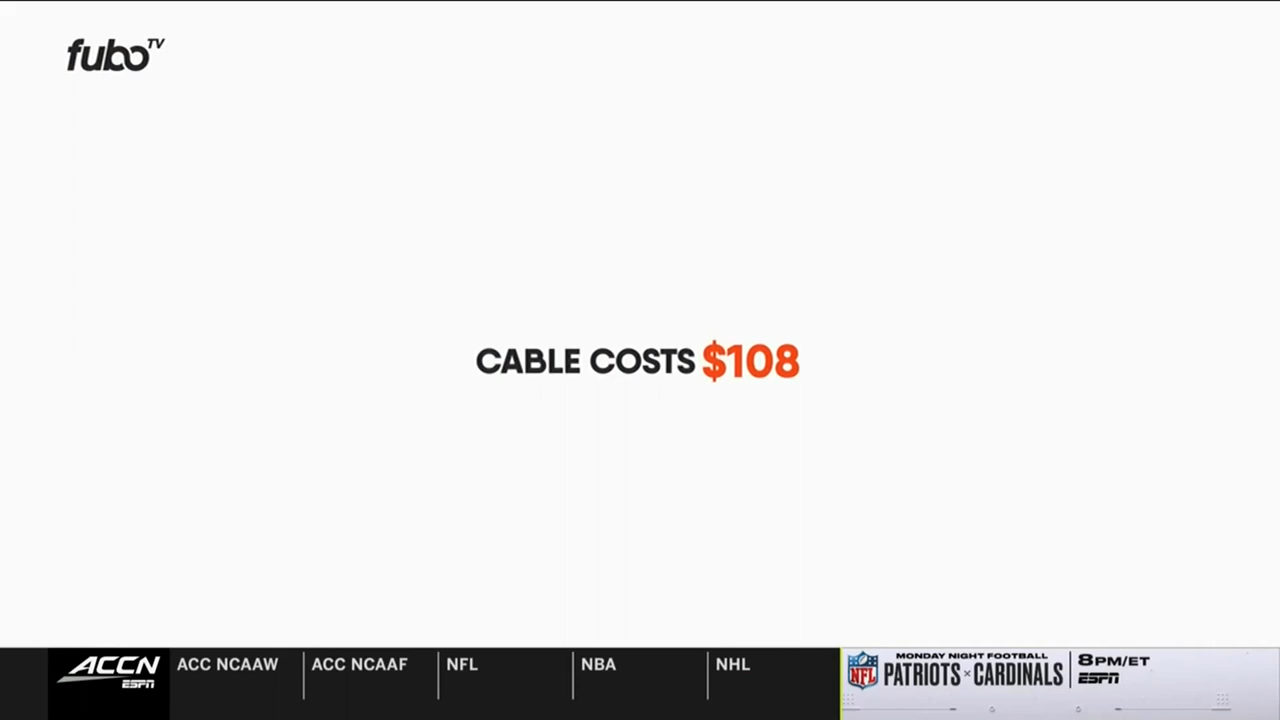 fuboTV
CABLE COSTS $108
ACCN
ESPN
ACC NCAAW
ACC NCAAF
NFL
NBA
NHL
NFL
MONDAY NIGHT FOOTBALL
PATRIOTS x CARDINALS
8PM/ET
ESPN